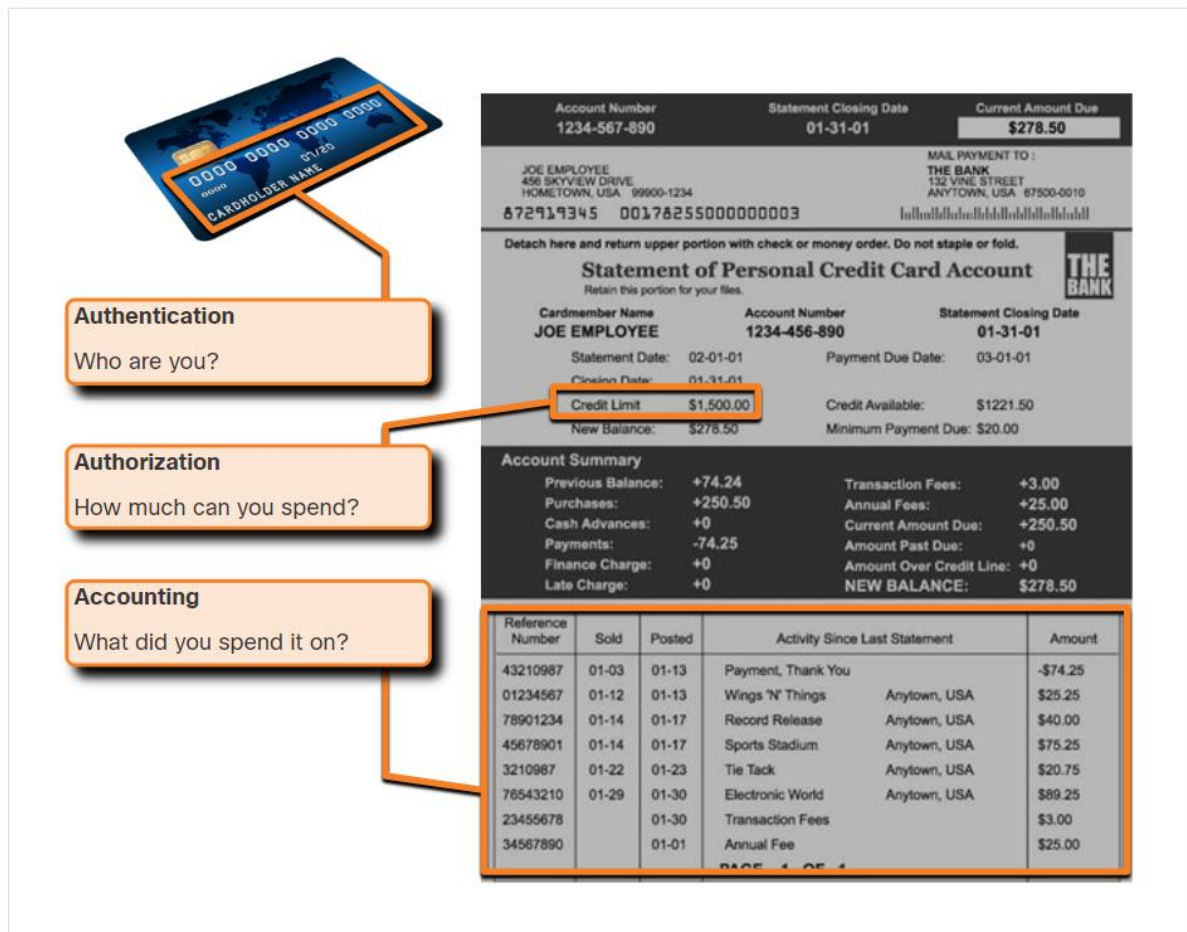 0000 0000 0000 0000
0000 01/20
CARDHOLDER NAME
Authentication
Who are you?
Authorization
How much can you spend?
Accounting
What did you spend it on?
Account Number Statement Closing Date Current Amount Due
1234-567-890 01-31-01 $278.50
JOE EMPLOYEE
456 SKYVIEW DRIVE
HOMETOWN, USA 99900-1234
MAIL PAYMENT TO :
THE BANK
132 VINE STREET
ANYTOWN, USA 67500-0010
872919345 00178255000000003
Detach here and return upper portion with check or money order. Do not staple or fold.
Statement of Personal Credit Card Account
Retain this portion for your files.
THE
BANK
Cardmember Name Account Number Statement Closing Date
JOE EMPLOYEE 1234-456-890 01-31-01
Statement Date: 02-01-01 Payment Due Date: 03-01-01
Closing Date: 01-31-01
Credit Limit $1,500.00 Credit Available: $1221.50
New Balance: $278.50 Minimum Payment Due: $20.00
Account Summary
Previous Balance: +74.24 Transaction Fees: +3.00
Purchases: +250.50 Annual Fees: +25.00
Cash Advances: +0 Current Amount Due: +250.50
Payments: -74.25 Amount Past Due: +0
Finance Charge: +0 Amount Over Credit Line: +0
Late Charge: +0 NEW BALANCE: $278.50
Reference
Number Sold Posted Activity Since Last Statement Amount
43210987 01-03 01-13 Payment, Thank You -$74.25
01234567 01-12 01-13 Wings 'N' Things Anytown, USA $25.25
78901234 01-14 01-17 Record Release Anytown, USA $40.00
45678901 01-14 01-17 Sports Stadium Anytown, USA $75.25
3210987 01-22 01-23 Tie Tack Anytown, USA $20.75
76543210 01-29 01-30 Electronic World Anytown, USA $89.25
23455678 01-30 Transaction Fees $3.00
34567890 01-01 Annual Fee $25.00
PAGE 1 OF 1